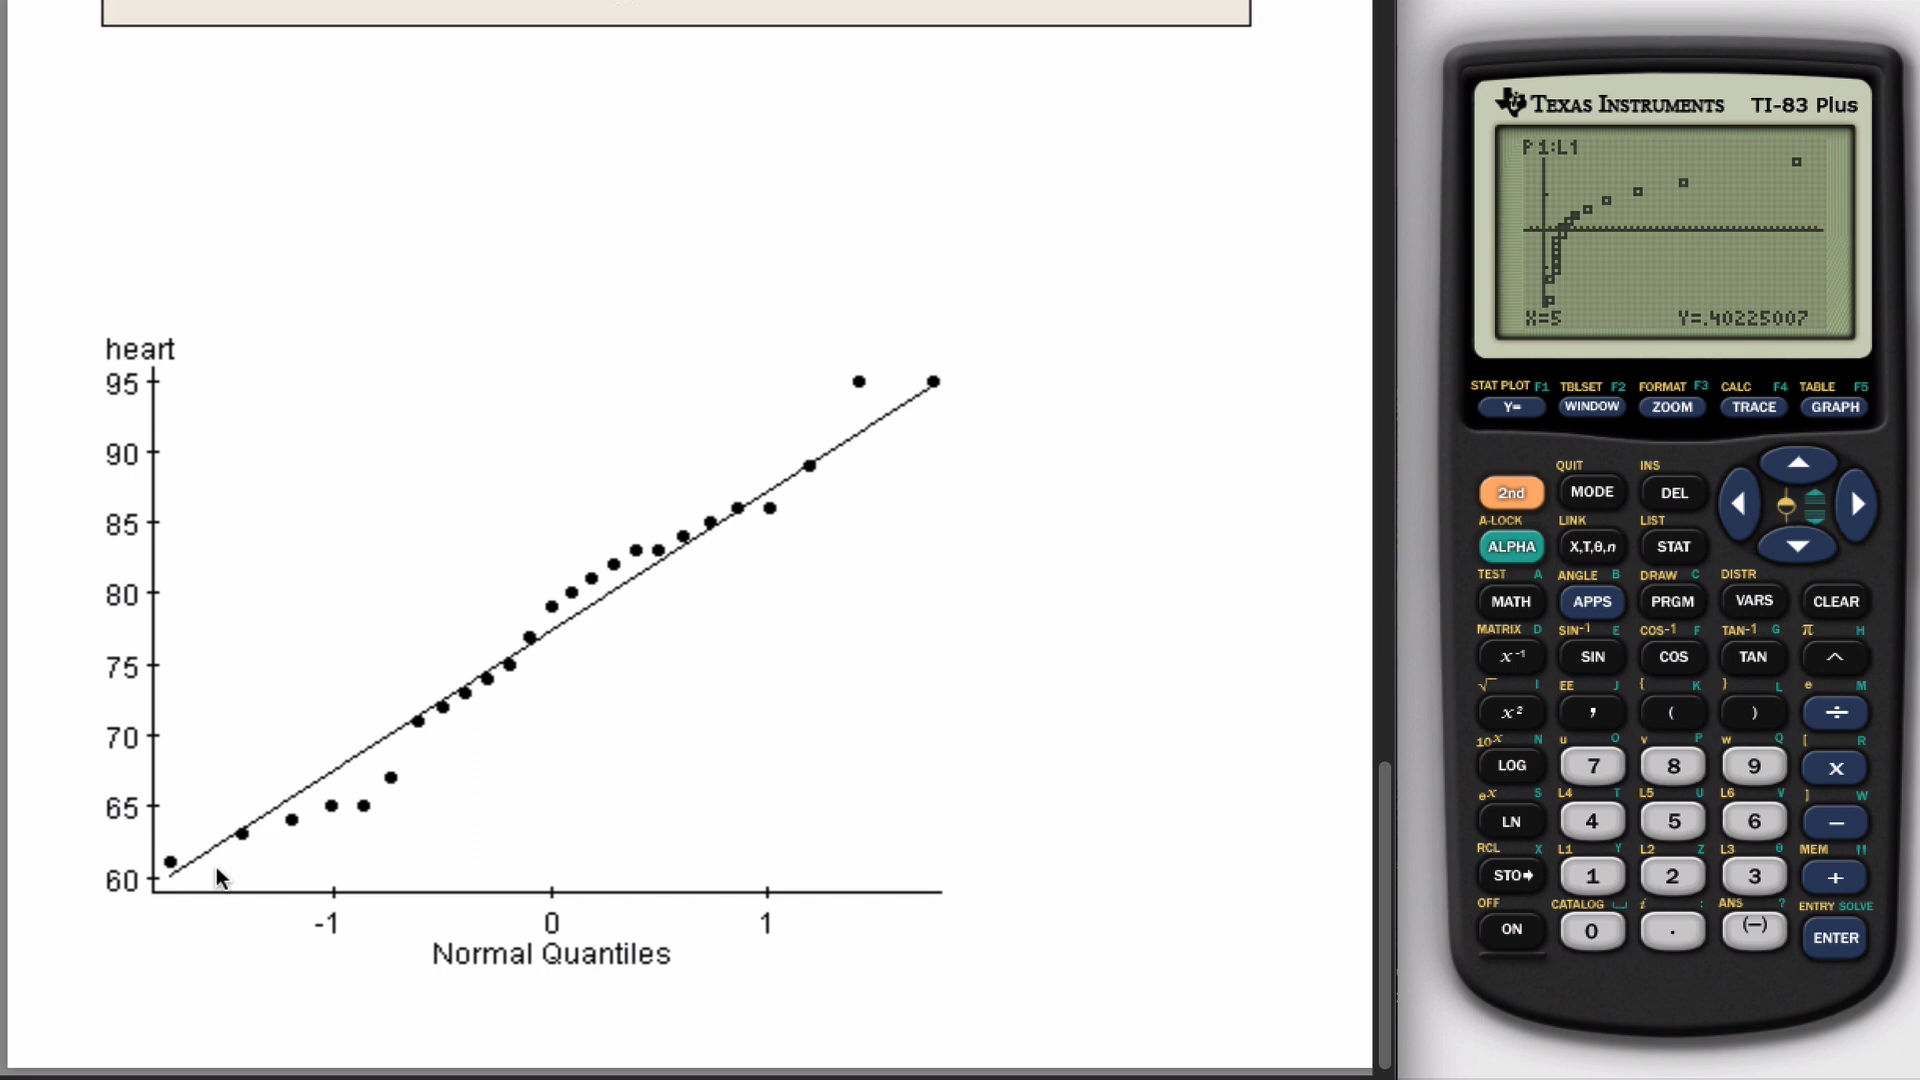 heart
95
90
85
80
75
70
65
60
-1 0 1
Normal Quantiles
TEXAS INSTRUMENTS TI-83 Plus
P1:L1
X=5 Y=.40225007
STAT PLOT F1 TBLSET F2 FORMAT F3 CALC F4 TABLE F5
Y= WINDOW ZOOM TRACE GRAPH
QUIT INS
2nd MODE DEL
A-LOCK LINK LIST
ALPHA X,T,θ,n STAT
TEST A ANGLE B DRAW C DISTR
MATH APPS PRGM VARS CLEAR
MATRIX D SIN-1 E COS-1 F TAN-1 G π H
x-1 SIN COS TAN ^
√ I EE J { K } L e M
x² , ( ) ÷
10x N u O v P w Q [ R
LOG 7 8 9 x
ex S L4 T L5 U L6 V ] W
LN 4 5 6 −
RCL X L1 Y L2 Z L3 θ MEM "
STO➔ 1 2 3 +
OFF CATALOG ⎵ i : ANS ? ENTRY SOLVE
ON 0 . (−) ENTER